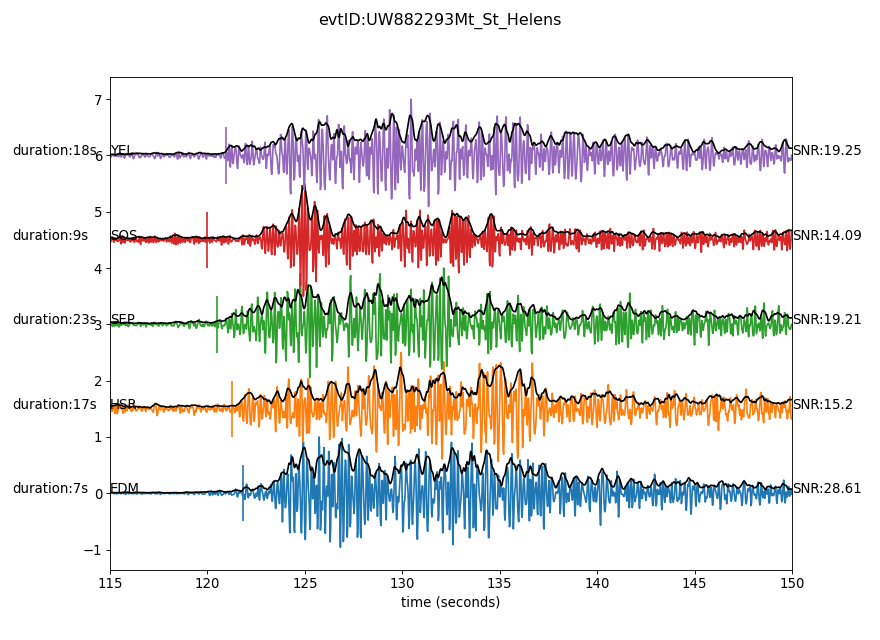 evtID:UW882293Mt_St_Helens
7
duration:18s YEL SNR:19.25
6
5
duration:9s SOS SNR:14.09
4
duration:23s SEP SNR:19.21
3
2
duration:17s HSR SNR:15.2
1
duration:7s EDM SNR:28.61
0
−1
115 120 125 130 135 140 145 150
time (seconds)